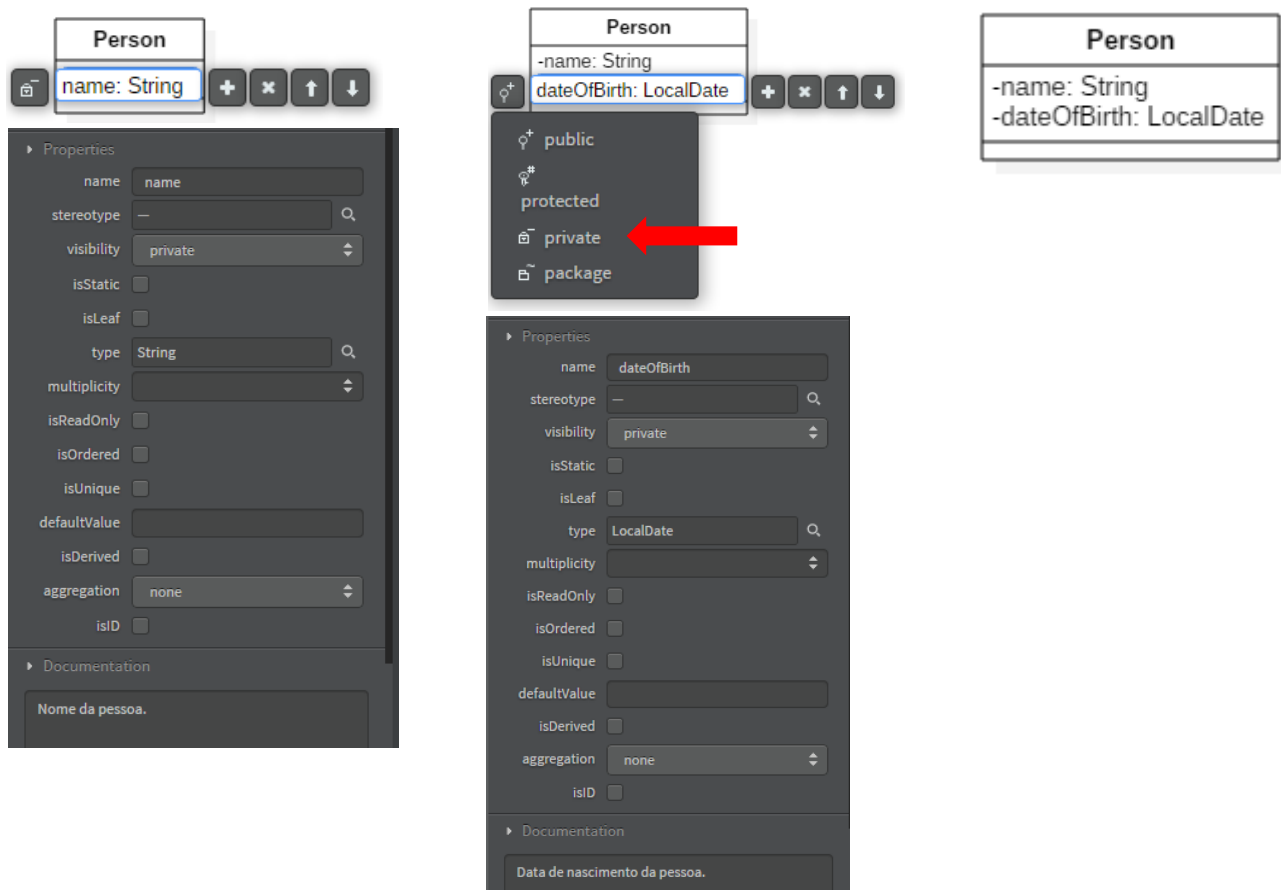 Person
name: String
Properties
name name
stereotype —
visibility private
isStatic
isLeaf
type String
multiplicity
isReadOnly
isOrdered
isUnique
defaultValue
isDerived
aggregation none
isID
Documentation
Nome da pessoa.
Person
-name: String
dateOfBirth: LocalDate
+ public
#
protected
- private
~ package
Properties
name dateOfBirth
stereotype —
visibility private
isStatic
isLeaf
type LocalDate
multiplicity
isReadOnly
isOrdered
isUnique
defaultValue
isDerived
aggregation none
isID
Documentation
Data de nascimento da pessoa.
Person
-name: String
-dateOfBirth: LocalDate